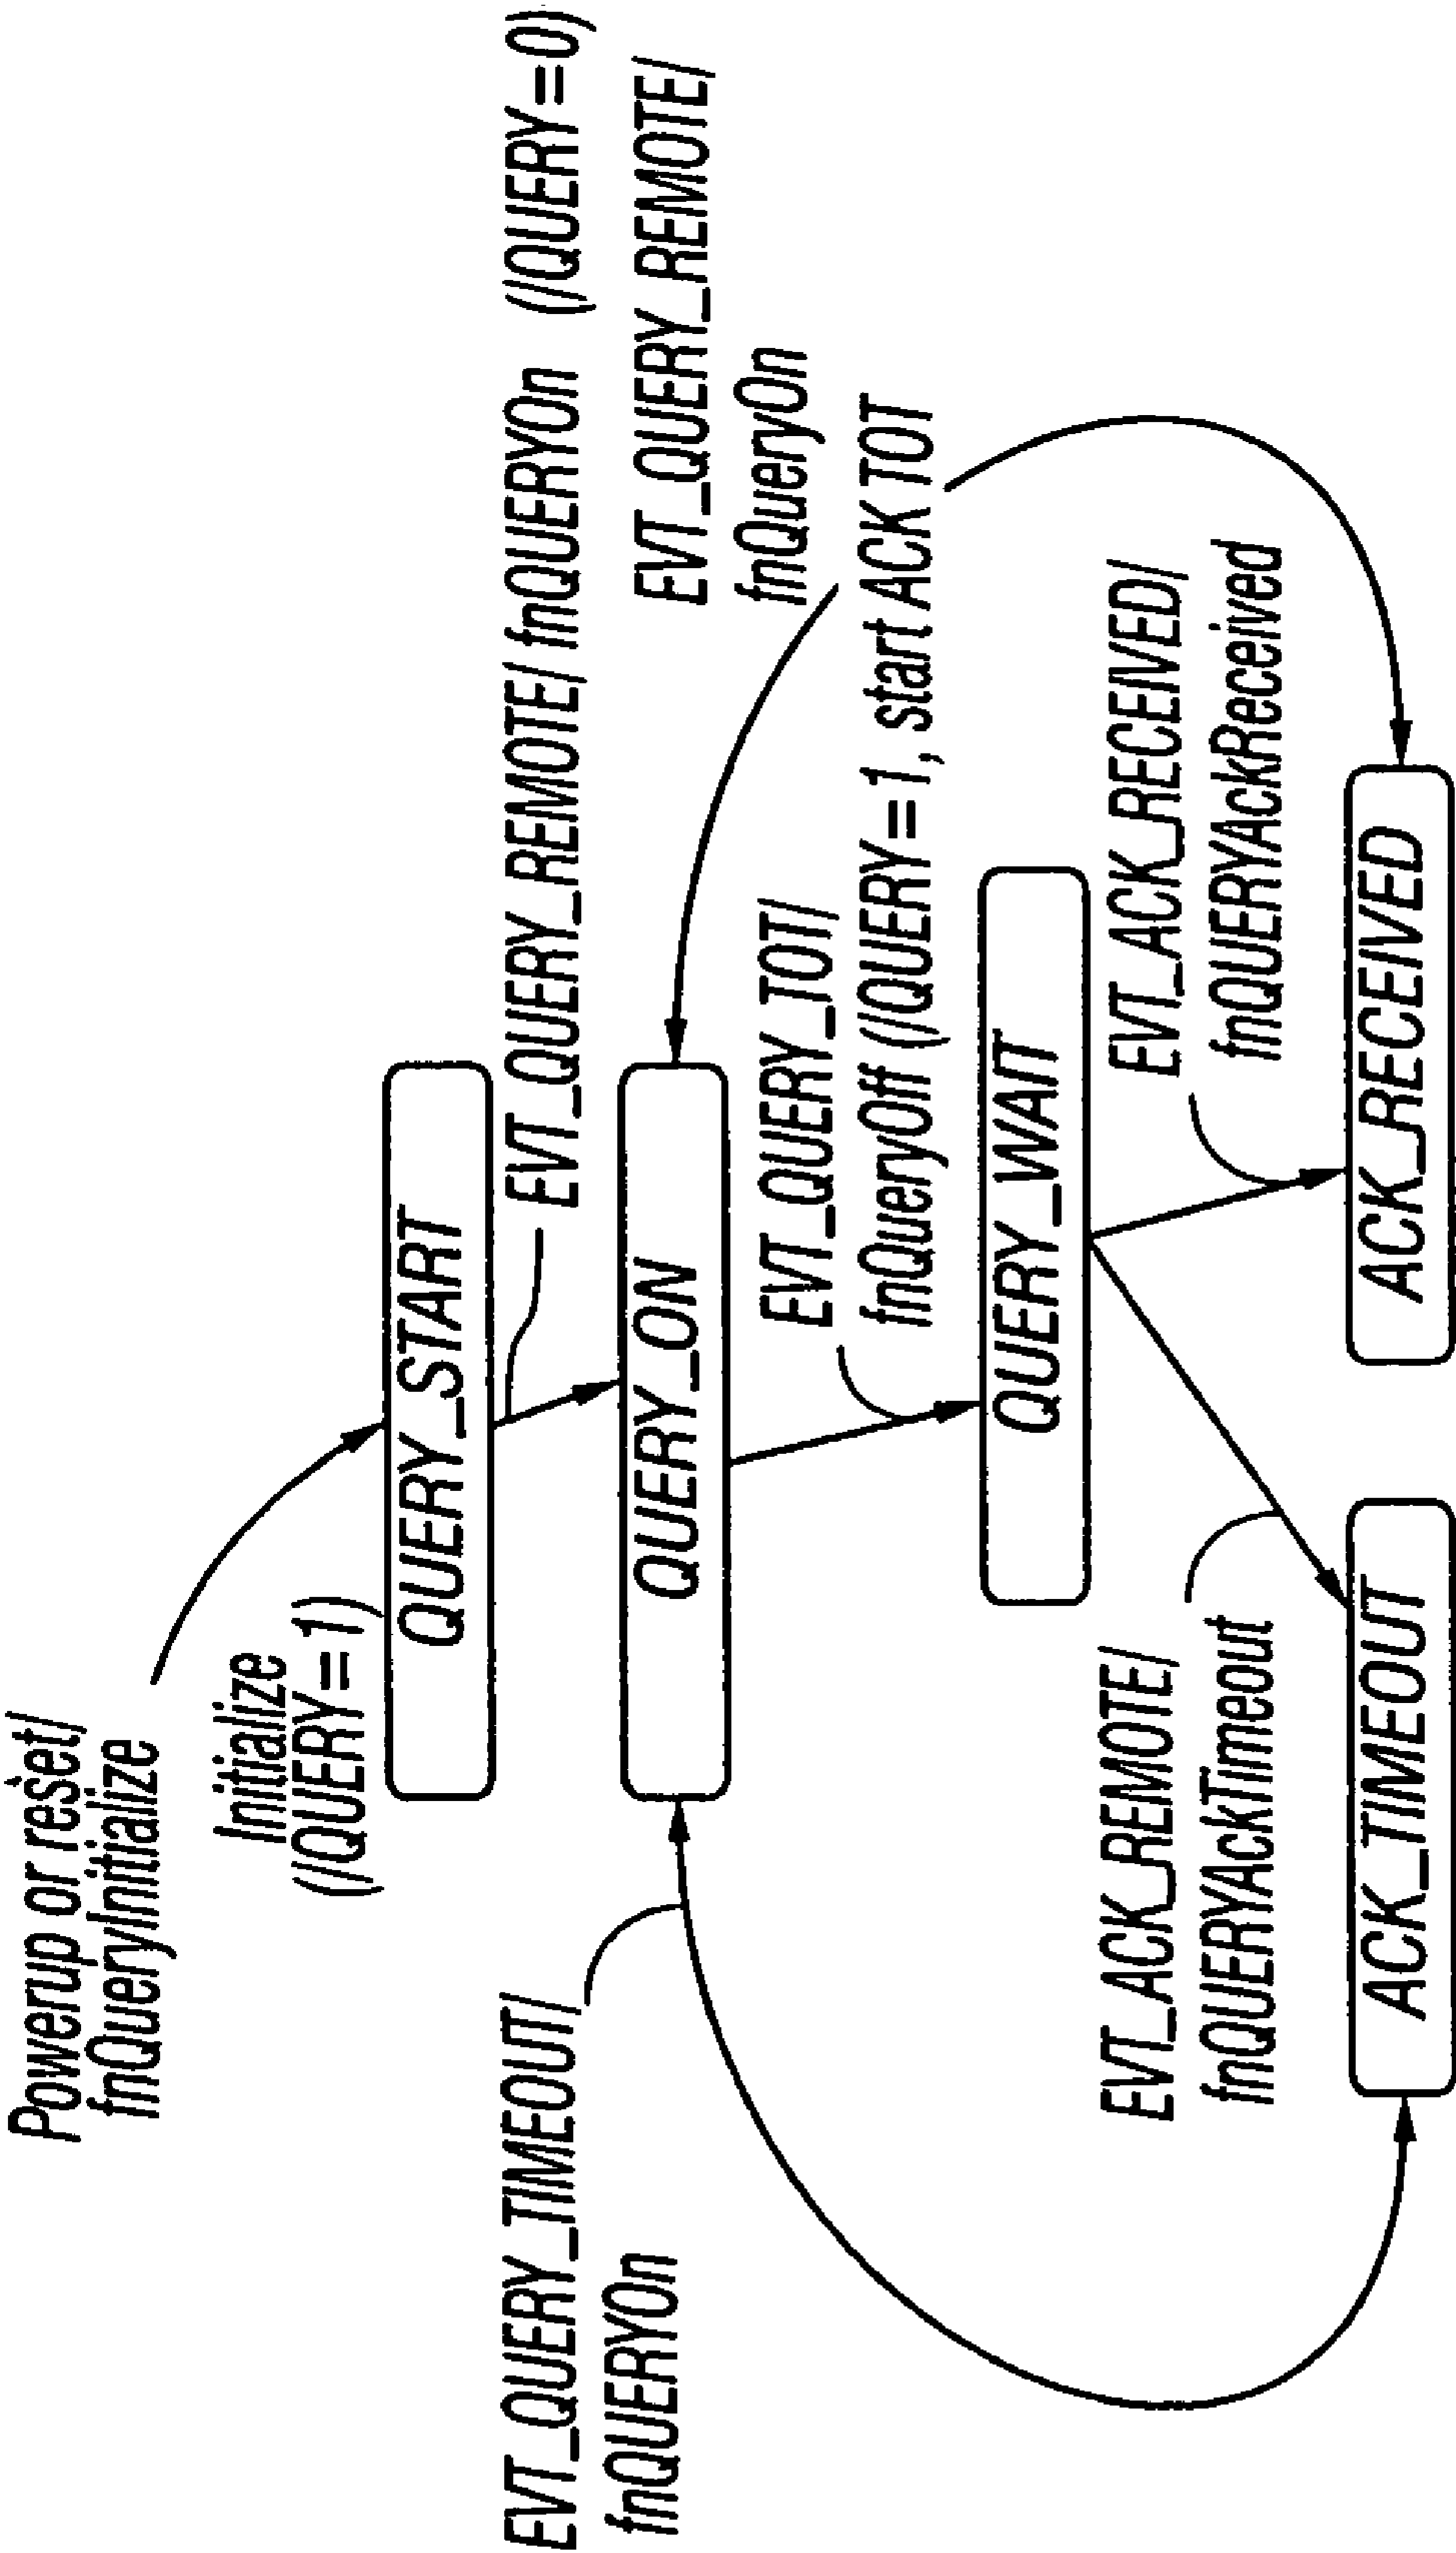 Powerup or reset/
fnQueryInitialize
Initialize
(/QUERY=1)
QUERY_START
EVT_QUERY_REMOTE/ fnQUERYOn (/QUERY=0)
EVT_QUERY_TIMEOUT/
fnQUERYOn
QUERY_ON
EVT_QUERY_REMOTE/
fnQueryOn
EVT_QUERY_TOT/
fnQueryOff (/QUERY=1, start ACK TOT
QUERY_WAIT
EVT_ACK_REMOTE/
fnQUERYAckTimeout
EVT_ACK_RECEIVED/
fnQUERYAckReceived
ACK_TIMEOUT
ACK_RECEIVED